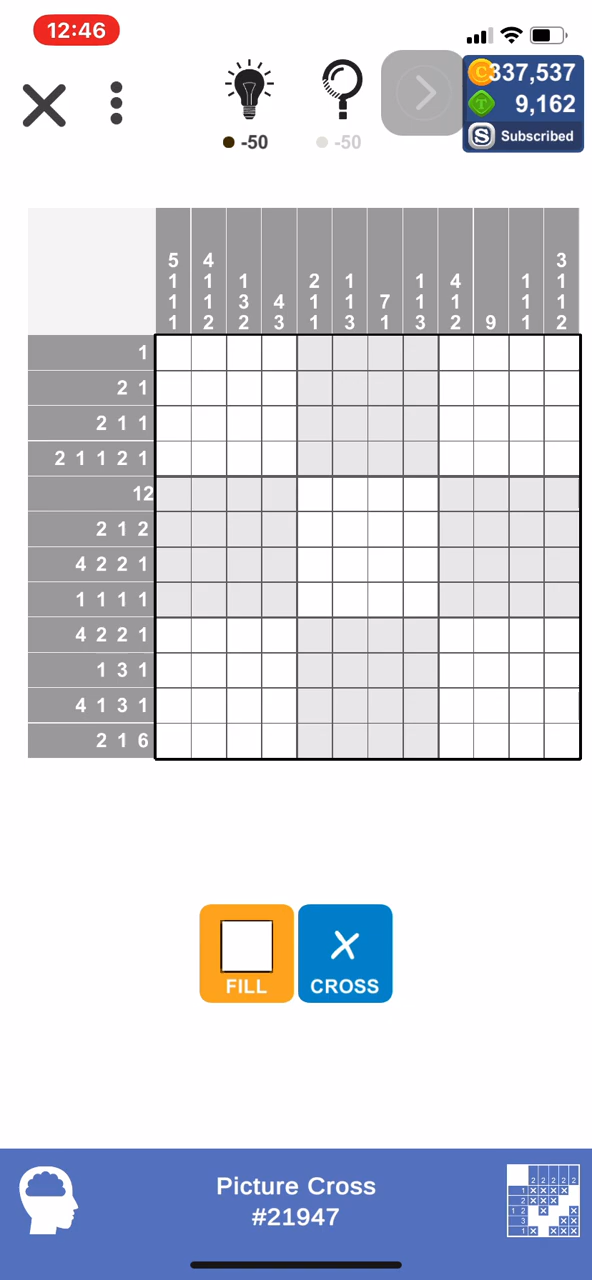 12:46
-50
-50
337,537
9,162
S Subscribed
5 4 3
1 1 1 2 1 7 1 4 1 1
1 1 3 4 1 1 1 1 9 1 1
1 2 2 3 1 3 1 3 2 1 2
1
2 1
2 1 1
2 1 1 2 1
12
2 1 2
4 2 2 1
1 1 1 1
4 2 2 1
1 3 1
4 1 3 1
2 1 6
FILL
CROSS
Picture Cross
#21947